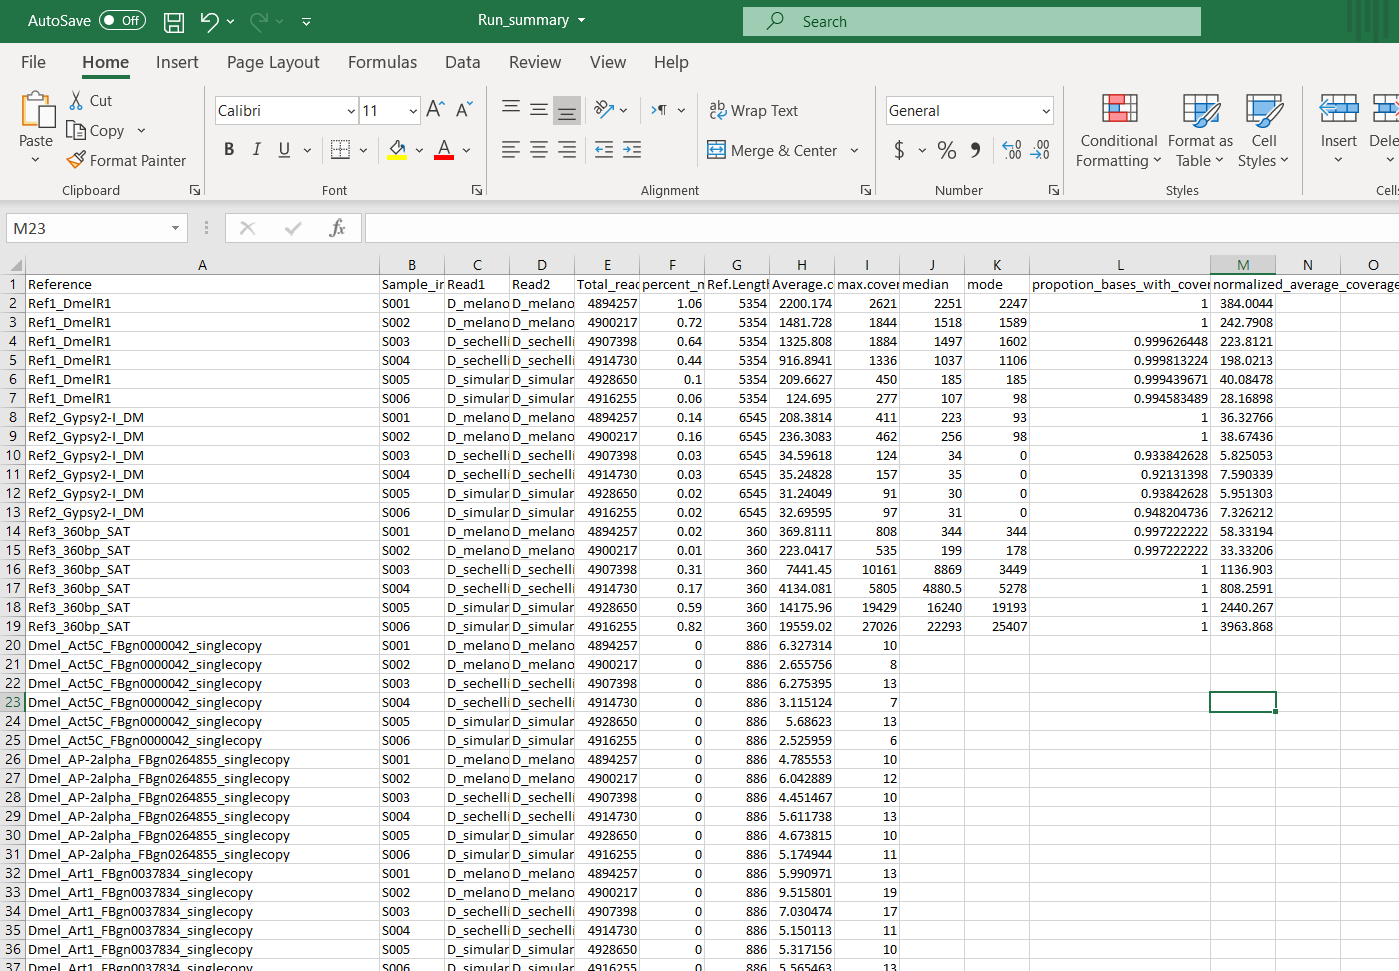 AutoSave Off Run_summary Search
File Home Insert Page Layout Formulas Data Review View Help
Paste Cut Copy Format Painter Clipboard
Calibri 11 B I U A Font
Wrap Text Merge & Center Alignment
General $ % Number
Conditional Formatting Format as Table Cell Styles Styles
Insert Dele Cells
M23 fx
A B C D E F G H I J K L M N O
1 Reference Sample_in Read1 Read2 Total_read percent_m Ref.Lengtl Average.c max.cover median mode propotion_bases_with_cover normalized_average_coverage
2 Ref1_DmelR1 S001 D_melano D_melano 4894257 1.06 5354 2200.174 2621 2251 2247 1 384.0044
3 Ref1_DmelR1 S002 D_melano D_melano 4900217 0.72 5354 1481.728 1844 1518 1589 1 242.7908
4 Ref1_DmelR1 S003 D_sechelli D_sechelli 4907398 0.64 5354 1325.808 1884 1497 1602 0.999626448 223.8121
5 Ref1_DmelR1 S004 D_sechelli D_sechelli 4914730 0.44 5354 916.8941 1336 1037 1106 0.999813224 198.0213
6 Ref1_DmelR1 S005 D_simular D_simular 4928650 0.1 5354 209.6627 450 185 185 0.999439671 40.08478
7 Ref1_DmelR1 S006 D_simular D_simular 4916255 0.06 5354 124.695 277 107 98 0.994583489 28.16898
8 Ref2_Gypsy2-I_DM S001 D_melano D_melano 4894257 0.14 6545 208.3814 411 223 93 1 36.32766
9 Ref2_Gypsy2-I_DM S002 D_melano D_melano 4900217 0.16 6545 236.3083 462 256 98 1 38.67436
10 Ref2_Gypsy2-I_DM S003 D_sechelli D_sechelli 4907398 0.03 6545 34.59618 124 34 0 0.933842628 5.825053
11 Ref2_Gypsy2-I_DM S004 D_sechelli D_sechelli 4914730 0.03 6545 35.24828 157 35 0 0.92131398 7.590339
12 Ref2_Gypsy2-I_DM S005 D_simular D_simular 4928650 0.02 6545 31.24049 91 30 0 0.93842628 5.951303
13 Ref2_Gypsy2-I_DM S006 D_simular D_simular 4916255 0.02 6545 32.69595 97 31 0 0.948204736 7.326212
14 Ref3_360bp_SAT S001 D_melano D_melano 4894257 0.02 360 369.8111 808 344 344 0.997222222 58.33194
15 Ref3_360bp_SAT S002 D_melano D_melano 4900217 0.01 360 223.0417 535 199 178 0.997222222 33.33206
16 Ref3_360bp_SAT S003 D_sechelli D_sechelli 4907398 0.31 360 7441.45 10161 8869 3449 1 1136.903
17 Ref3_360bp_SAT S004 D_sechelli D_sechelli 4914730 0.17 360 4134.081 5805 4880.5 5278 1 808.2591
18 Ref3_360bp_SAT S005 D_simular D_simular 4928650 0.59 360 14175.96 19429 16240 19193 1 2440.267
19 Ref3_360bp_SAT S006 D_simular D_simular 4916255 0.82 360 19559.02 27026 22293 25407 1 3963.868
20 Dmel_Act5C_FBgn0000042_singlecopy S001 D_melano D_melano 4894257 0 886 6.327314 10
21 Dmel_Act5C_FBgn0000042_singlecopy S002 D_melano D_melano 4900217 0 886 2.655756 8
22 Dmel_Act5C_FBgn0000042_singlecopy S003 D_sechelli D_sechelli 4907398 0 886 6.275395 13
23 Dmel_Act5C_FBgn0000042_singlecopy S004 D_sechelli D_sechelli 4914730 0 886 3.115124 7
24 Dmel_Act5C_FBgn0000042_singlecopy S005 D_simular D_simular 4928650 0 886 5.68623 13
25 Dmel_Act5C_FBgn0000042_singlecopy S006 D_simular D_simular 4916255 0 886 2.525959 6
26 Dmel_AP-2alpha_FBgn0264855_singlecopy S001 D_melano D_melano 4894257 0 886 4.785553 10
27 Dmel_AP-2alpha_FBgn0264855_singlecopy S002 D_melano D_melano 4900217 0 886 6.042889 12
28 Dmel_AP-2alpha_FBgn0264855_singlecopy S003 D_sechelli D_sechelli 4907398 0 886 4.451467 10
29 Dmel_AP-2alpha_FBgn0264855_singlecopy S004 D_sechelli D_sechelli 4914730 0 886 5.611738 13
30 Dmel_AP-2alpha_FBgn0264855_singlecopy S005 D_simular D_simular 4928650 0 886 4.673815 10
31 Dmel_AP-2alpha_FBgn0264855_singlecopy S006 D_simular D_simular 4916255 0 886 5.174944 11
32 Dmel_Art1_FBgn0037834_singlecopy S001 D_melano D_melano 4894257 0 886 5.990971 13
33 Dmel_Art1_FBgn0037834_singlecopy S002 D_melano D_melano 4900217 0 886 9.515801 19
34 Dmel_Art1_FBgn0037834_singlecopy S003 D_sechelli D_sechelli 4907398 0 886 7.030474 17
35 Dmel_Art1_FBgn0037834_singlecopy S004 D_sechelli D_sechelli 4914730 0 886 5.150113 11
36 Dmel_Art1_FBgn0037834_singlecopy S005 D_simular D_simular 4928650 0 886 5.317156 10
37 Dmel_Art1_FBgn0037834_singlecopy S006 D_simular D_simular 4916255 0 886 5.565463 13